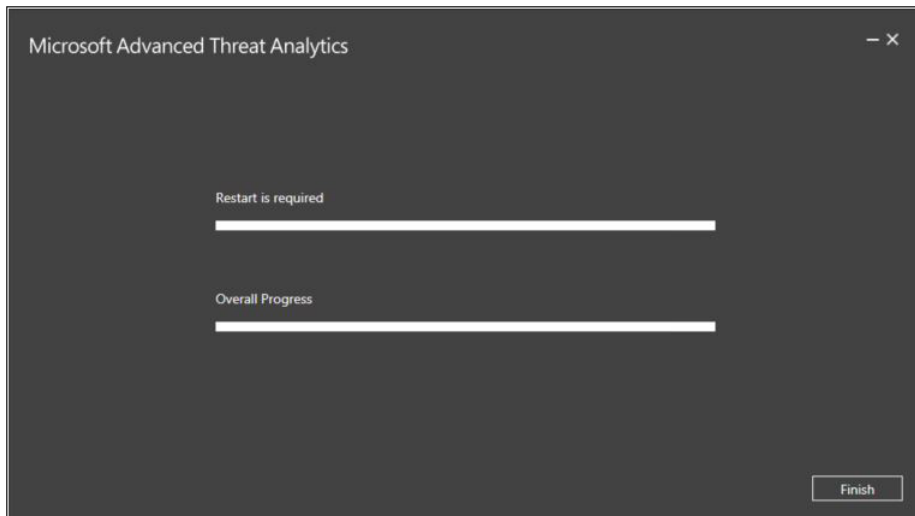 Microsoft Advanced Threat Analytics
Restart is required
Overall Progress
Finish